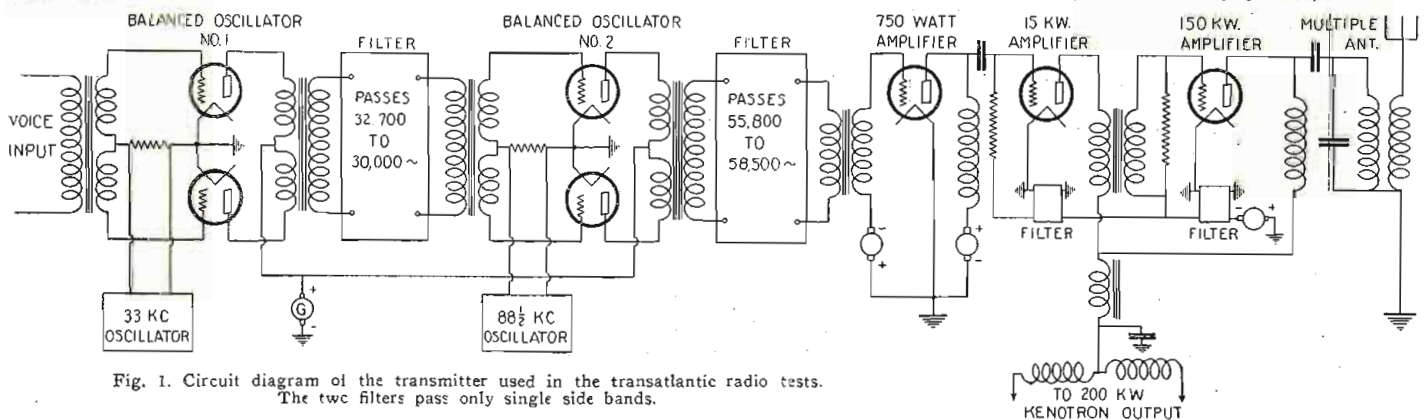 BALANCED OSCILLATOR
NO. 1
BALANCED OSCILLATOR
NO. 2
750 WATT
AMPLIFIER
15 KW.
AMPLIFIER
150 KW.
AMPLIFIER
MULTIPLE
ANT.
FILTER
FILTER
VOICE
INPUT
PASSES
32,700
TO
30,000~
PASSES
55,800
TO
58,500~
FILTER
FILTER
- +
- +
+ -
33 KC
OSCILLATOR
+
G
-
88½ KC
OSCILLATOR
TO 200 KW
KENOTRON OUTPUT
Fig. 1. Circuit diagram of the transmitter used in the transatlantic radio tests.
The two filters pass only single side bands.